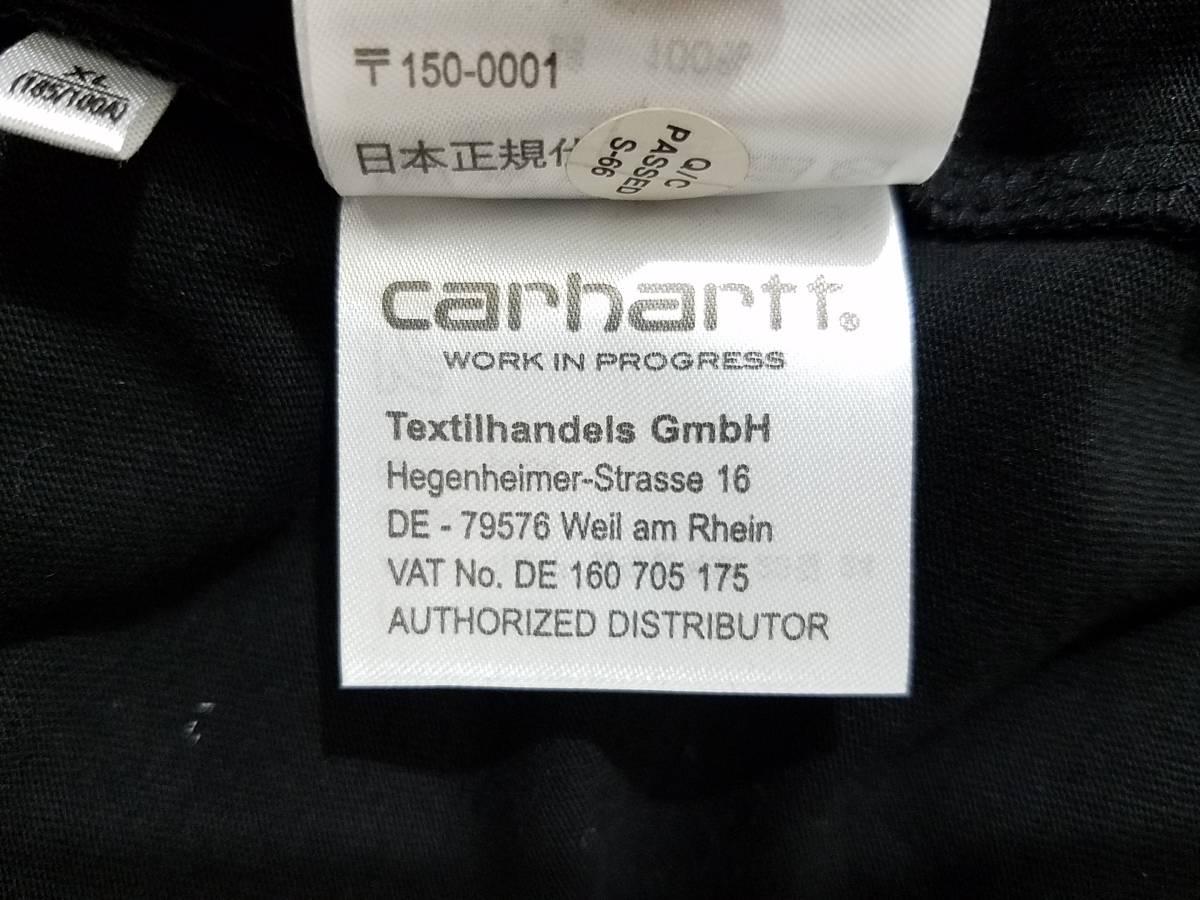 XL
(185/100A)
〒150-0001
日本正規代
Q/C
PASSED
S-66
carhartt®
WORK IN PROGRESS
Textilhandels GmbH
Hegenheimer-Strasse 16
DE - 79576 Weil am Rhein
VAT No. DE 160 705 175
AUTHORIZED DISTRIBUTOR